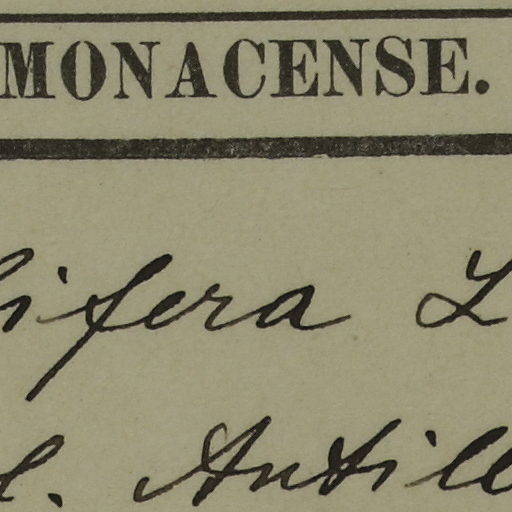 MONACENSE.
ifera L
l. Antill